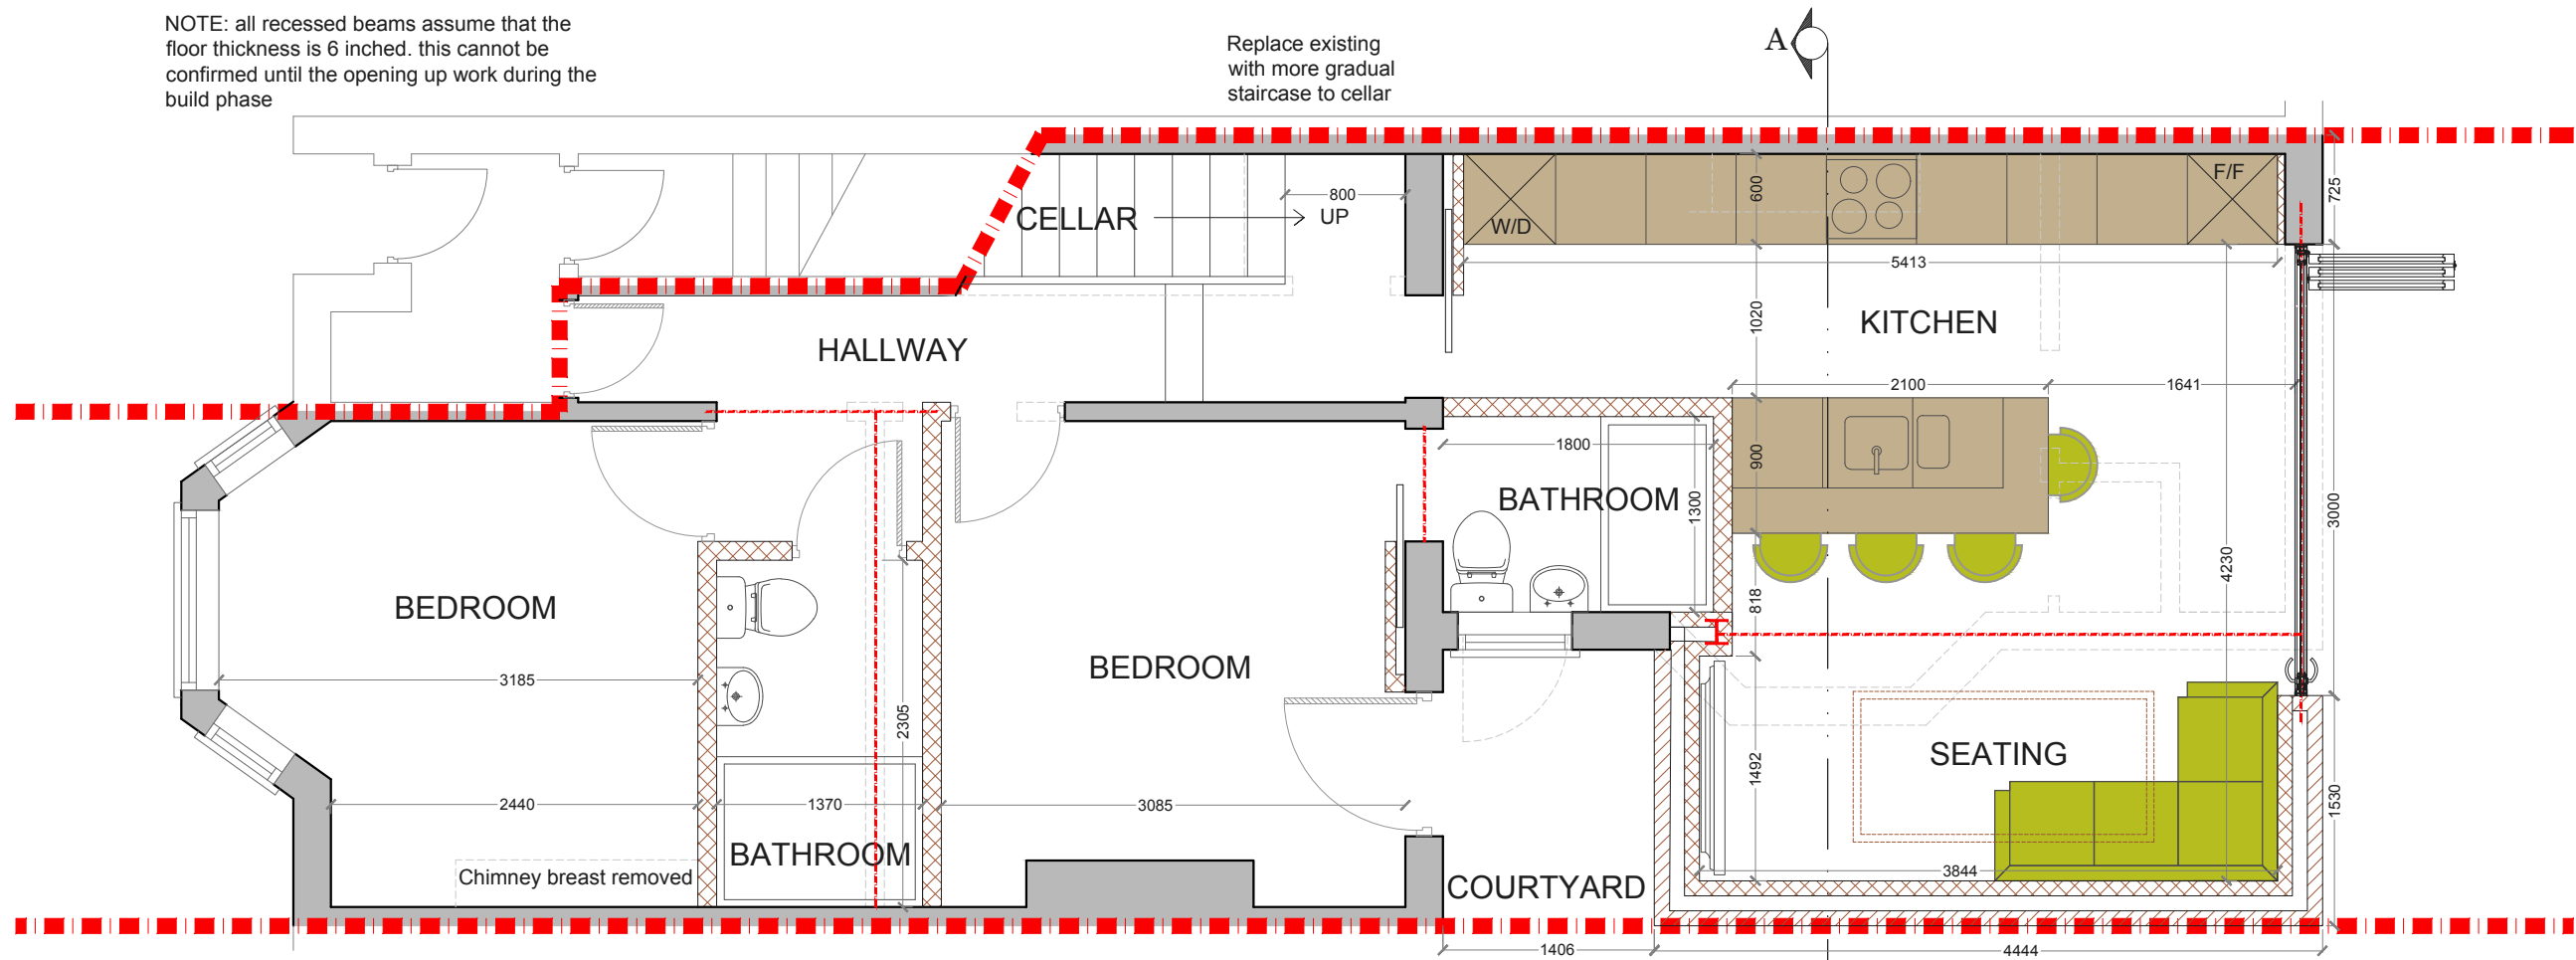 NOTE: all recessed beams assume that the
floor thickness is 6 inched. this cannot be
confirmed until the opening up work during the
build phase
Replace existing
with more gradual
staircase to cellar
A
CELLAR
UP
800
600
W/D
F/F
725
5413
HALLWAY
1020
KITCHEN
2100
1641
1800
900
BATHROOM
1300
3000
4230
BEDROOM
818
BEDROOM
3185
2305
SEATING
1492
2440
1370
3085
1530
BATHROOM
Chimney breast removed
COURTYARD
3844
1406
4444